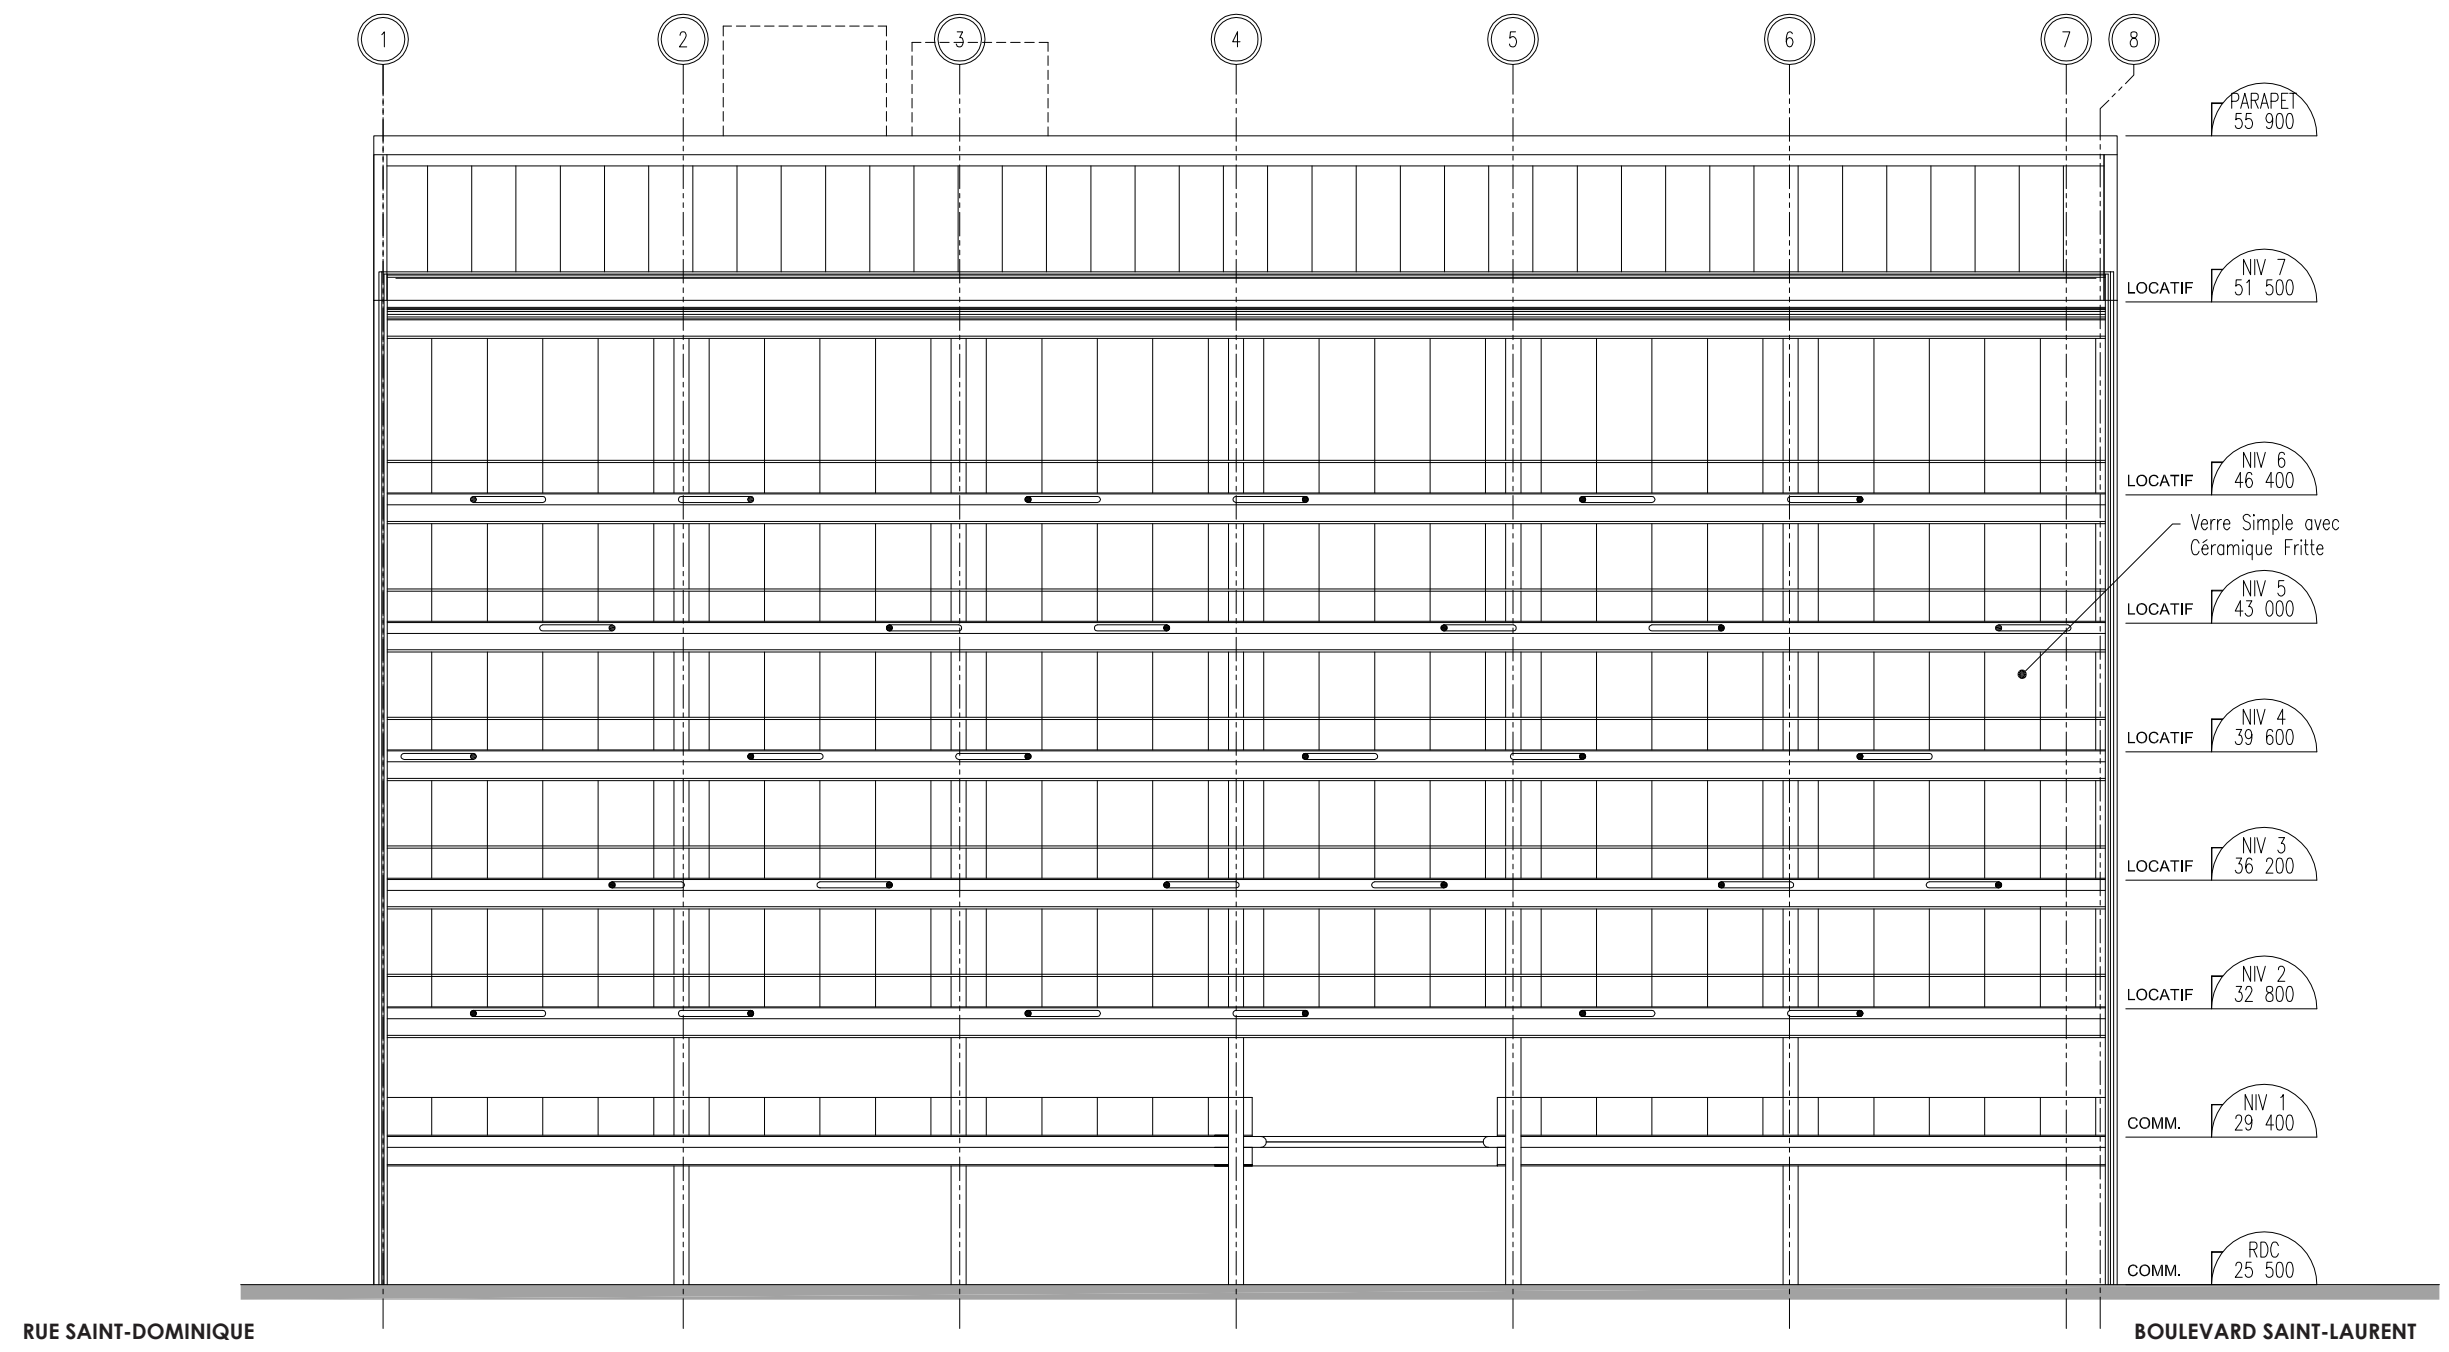 1 2 3 4 5 6 7 8
PARAPET
55 900
NIV 7
LOCATIF 51 500
NIV 6
LOCATIF 46 400
Verre Simple avec
Céramique Fritte
NIV 5
LOCATIF 43 000
NIV 4
LOCATIF 39 600
NIV 3
LOCATIF 36 200
NIV 2
LOCATIF 32 800
NIV 1
COMM. 29 400
RDC
COMM. 25 500
RUE SAINT-DOMINIQUE BOULEVARD SAINT-LAURENT